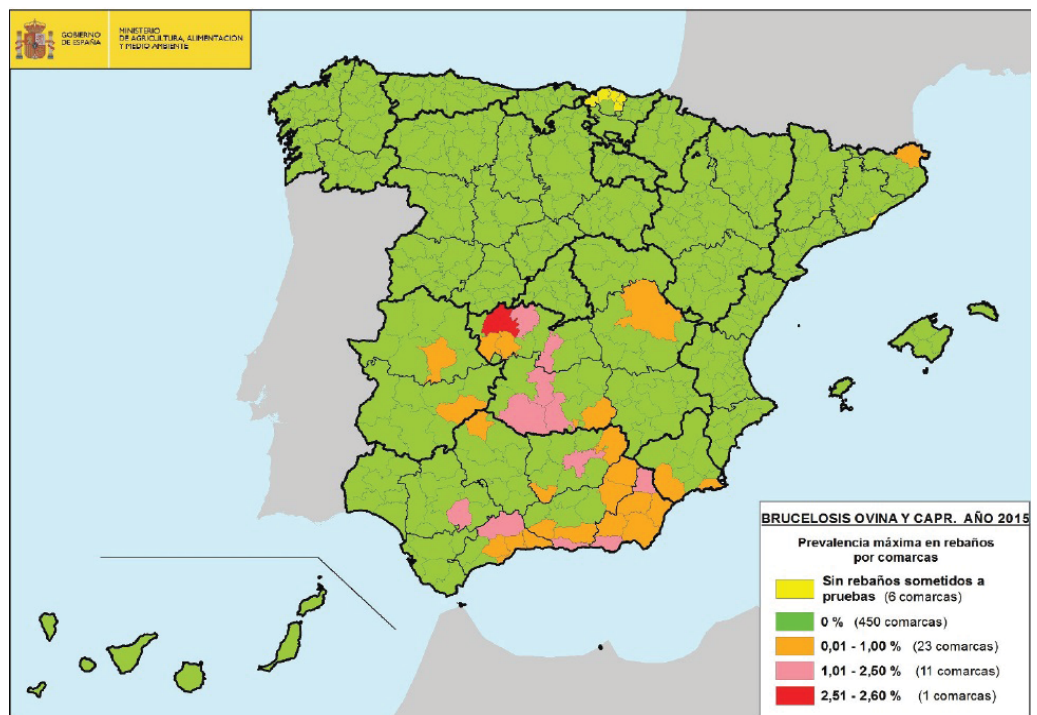 GOBIERNO
DE ESPAÑA
MINISTERIO
DE AGRICULTURA, ALIMENTACION
Y MEDIO AMBIENTE
BRUCELOSIS OVINA Y CAPR. AÑO 2015
Prevalencia máxima en rebaños
por comarcas
Sin rebaños sometidos a
pruebas (6 comarcas)
0 % (450 comarcas)
0,01 - 1,00 % (23 comarcas)
1,01 - 2,50 % (11 comarcas)
2,51 - 2,60 % (1 comarcas)